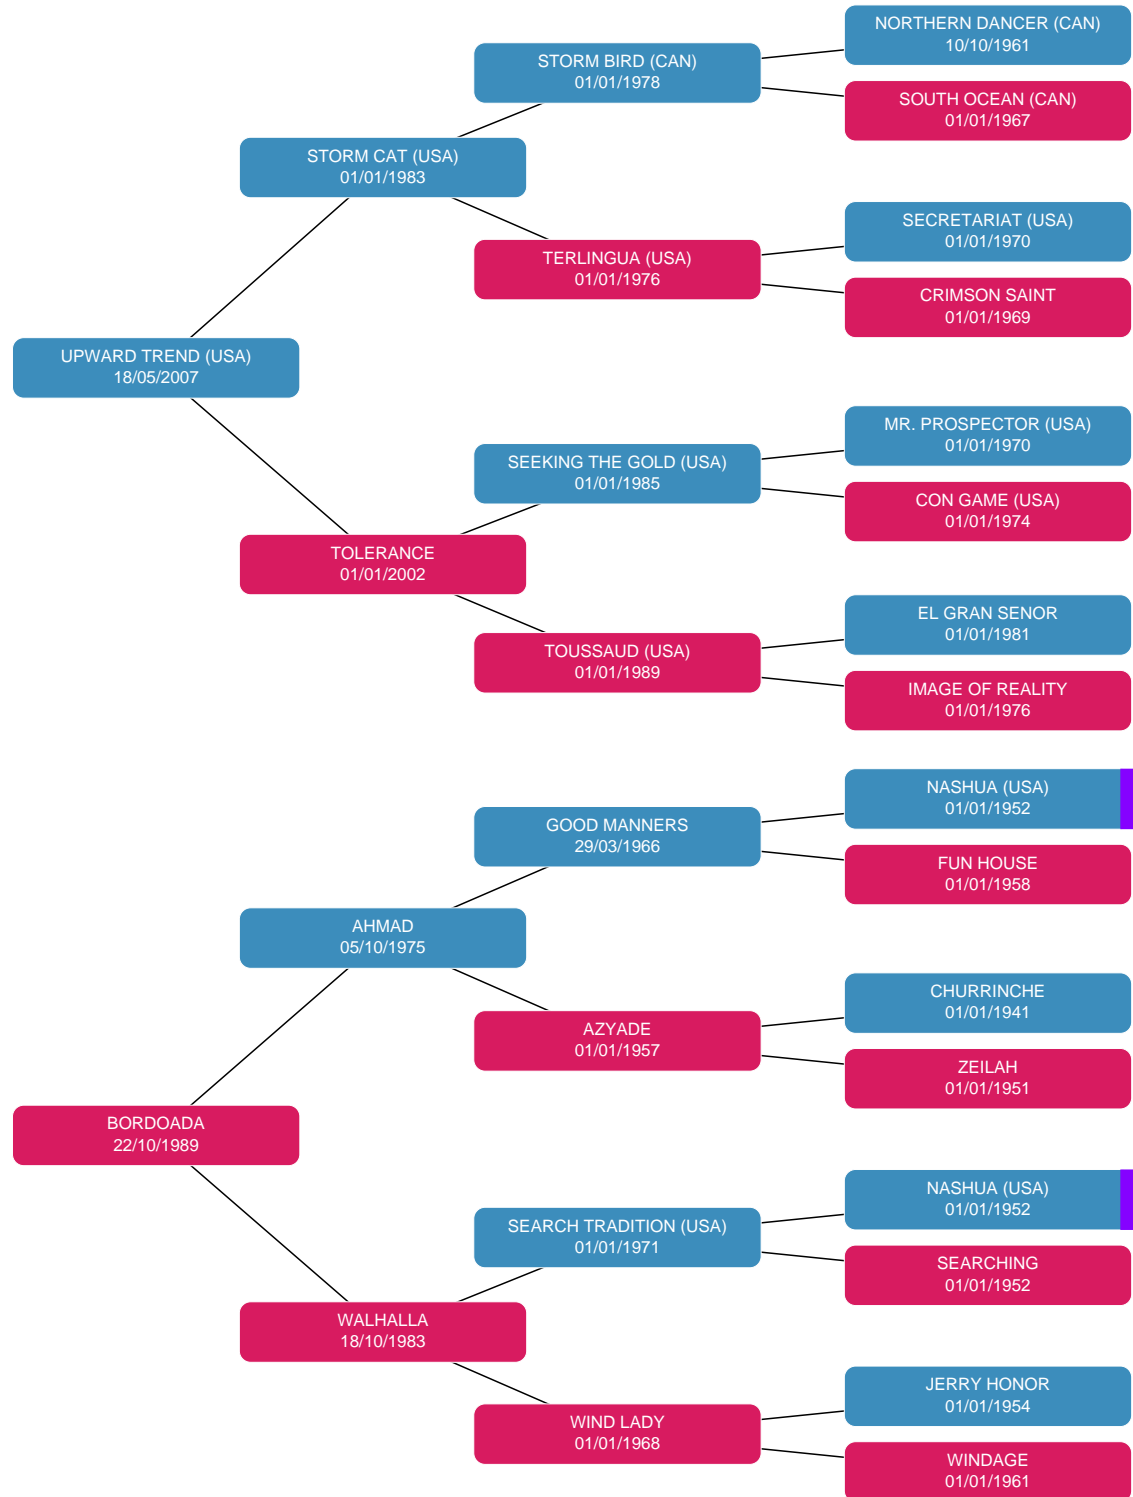 NORTHERN DANCER (CAN)
10/10/1961
STORM BIRD (CAN)
01/01/1978
SOUTH OCEAN (CAN)
01/01/1967
STORM CAT (USA)
01/01/1983
SECRETARIAT (USA)
01/01/1970
TERLINGUA (USA)
01/01/1976
CRIMSON SAINT
01/01/1969
UPWARD TREND (USA)
18/05/2007
MR. PROSPECTOR (USA)
01/01/1970
SEEKING THE GOLD (USA)
01/01/1985
CON GAME (USA)
01/01/1974
TOLERANCE
01/01/2002
EL GRAN SENOR
01/01/1981
TOUSSAUD (USA)
01/01/1989
IMAGE OF REALITY
01/01/1976
NASHUA (USA)
01/01/1952
GOOD MANNERS
29/03/1966
FUN HOUSE
01/01/1958
AHMAD
05/10/1975
CHURRINCHE
01/01/1941
AZYADE
01/01/1957
ZEILAH
01/01/1951
BORDOADA
22/10/1989
NASHUA (USA)
01/01/1952
SEARCH TRADITION (USA)
01/01/1971
SEARCHING
01/01/1952
WALHALLA
18/10/1983
JERRY HONOR
01/01/1954
WIND LADY
01/01/1968
WINDAGE
01/01/1961